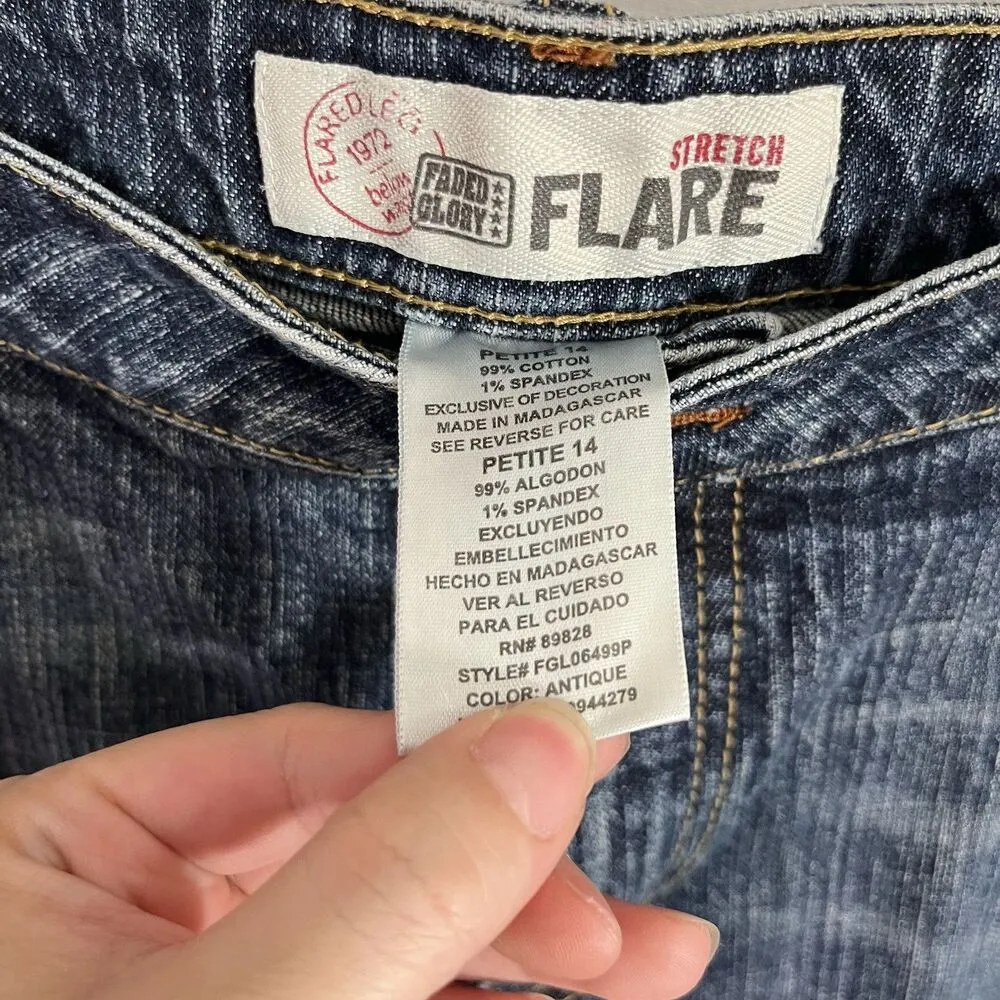 FLARED LEGS
1972
below
FADED
GLORY
STRETCH
FLARE
PETITE 14
99% COTTON
1% SPANDEX
EXCLUSIVE OF DECORATION
MADE IN MADAGASCAR
SEE REVERSE FOR CARE
PETITE 14
99% ALGODON
1% SPANDEX
EXCLUYENDO
EMBELLECIMIENTO
HECHO EN MADAGASCAR
VER AL REVERSO
PARA EL CUIDADO
RN# 89828
STYLE# FGL06499P
COLOR: ANTIQUE
944279